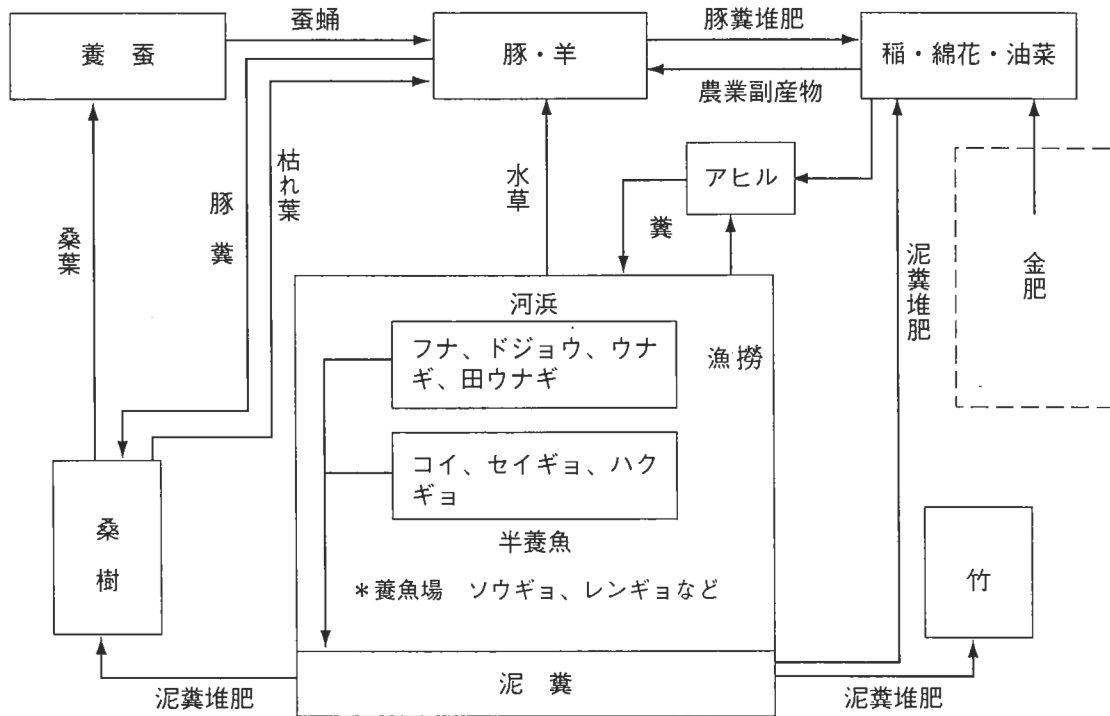 蚕蛹
豚糞堆肥
養 蚕
豚・羊
稲・綿花・油菜
農業副産物
桑葉
豚糞
枯れ葉
水草
アヒル
糞
泥糞堆肥
金肥
河浜
フナ、ドジョウ、ウナ
ギ、田ウナギ
漁撈
コイ、セイギョ、ハク
ギョ
半養魚
*養魚場 ソウギョ、レンギョなど
桑樹
竹
泥 糞
泥糞堆肥
泥糞堆肥